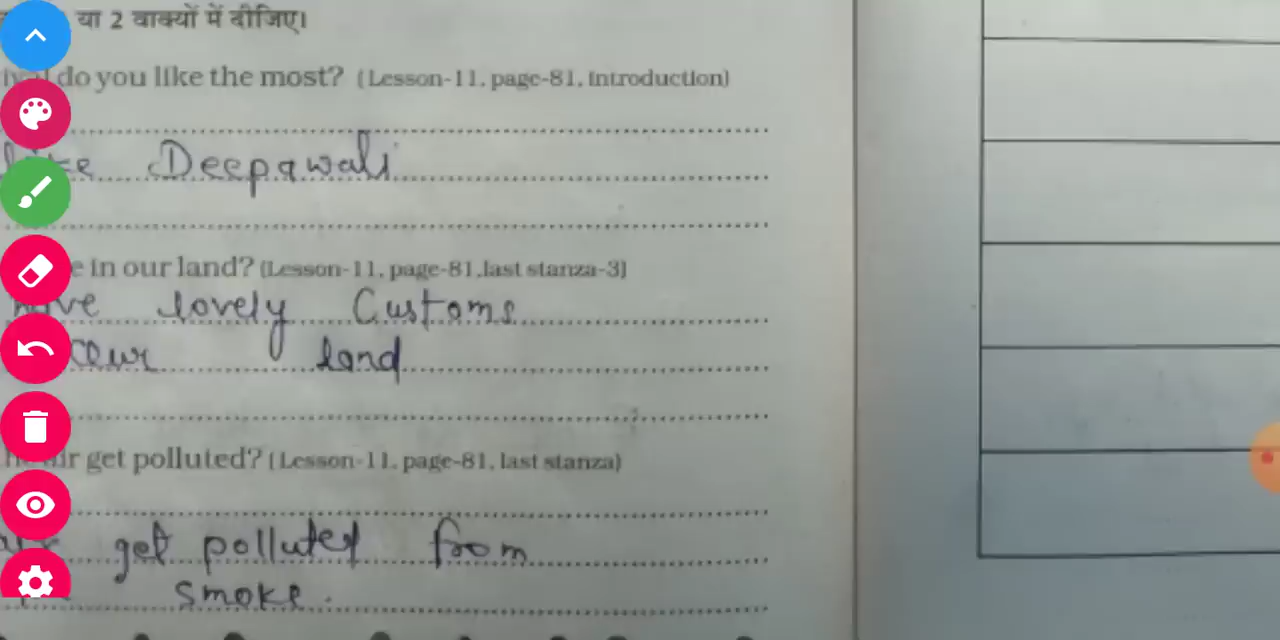 या 2 वाक्यों में दीजिए।
do you like the most? (Lesson-11, page-81, introduction)
Deepawali
in our land? (Lesson-11, page-81,last stanza-3)
lovely Customs
our land
get polluted? (Lesson-11, page-81, last stanza)
get polluted from
smoke.